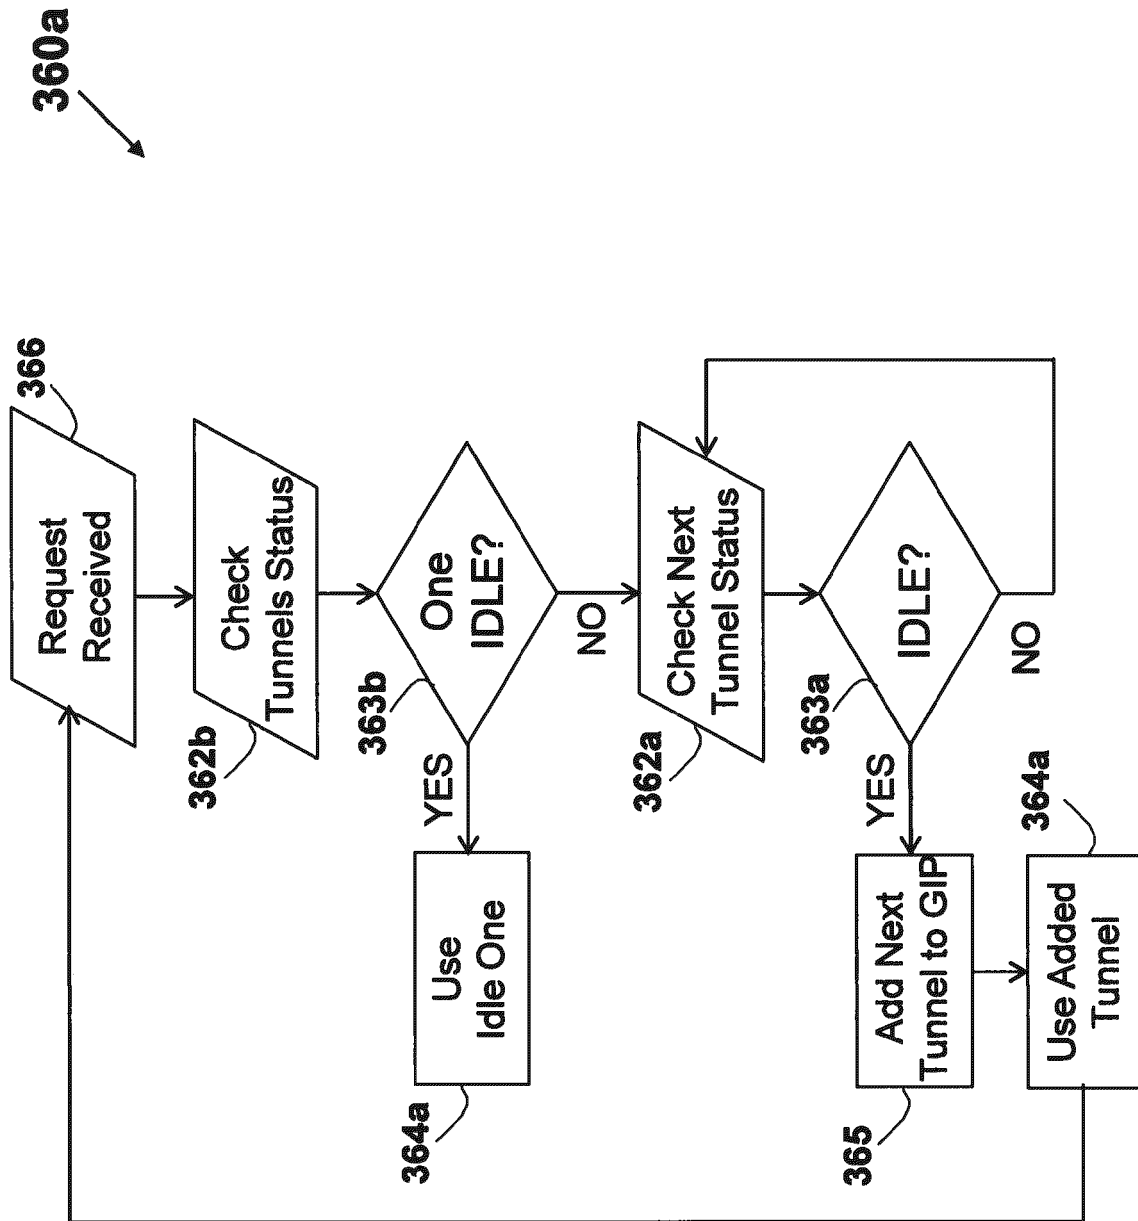 360a
366
Request
Received
362b
Check
Tunnels Status
363b
One
IDLE?
YES
NO
Use
Idle One
364a
362a
Check Next
Tunnel Status
363a
IDLE?
YES
NO
365
Add Next
Tunnel to GIP
364a
Use Added
Tunnel